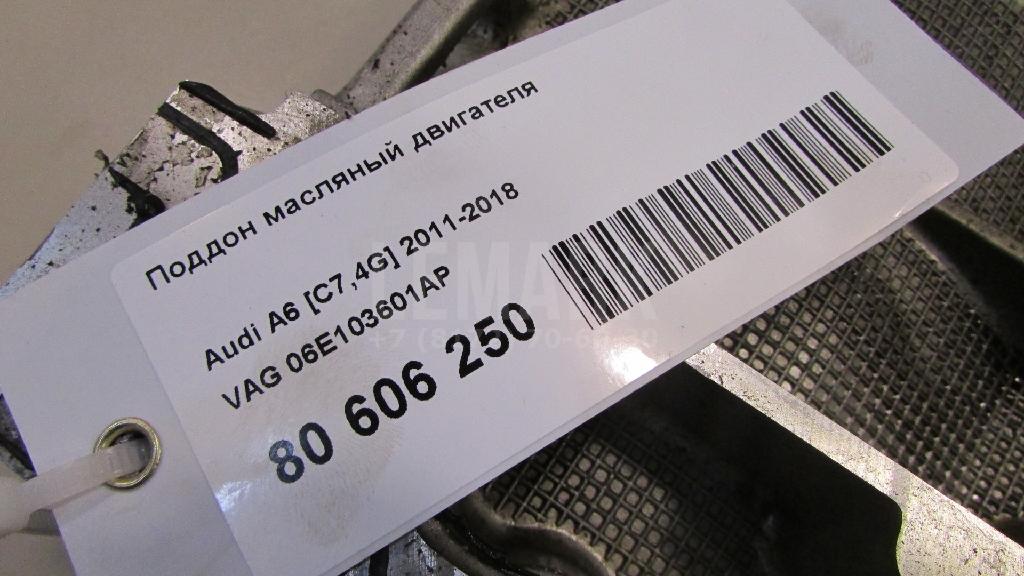 Поддон масляный двигателя
Audi A6 [C7,4G] 2011-2018
VAG 06E103601AP
80 606 250